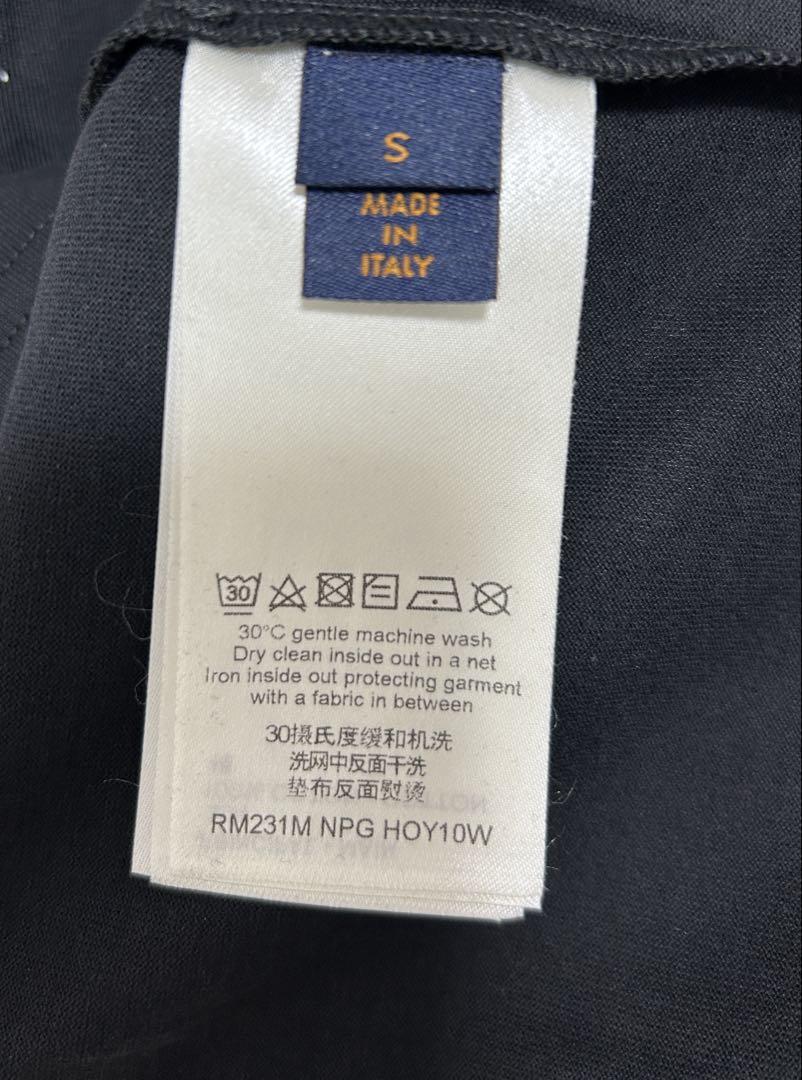 S
MADE
IN
ITALY
30
30°C gentle machine wash
Dry clean inside out in a net
Iron inside out protecting garment
with a fabric in between
30摄氏度缓和机洗
洗网中反面干洗
垫布反面熨烫
RM231M NPG HOY10W